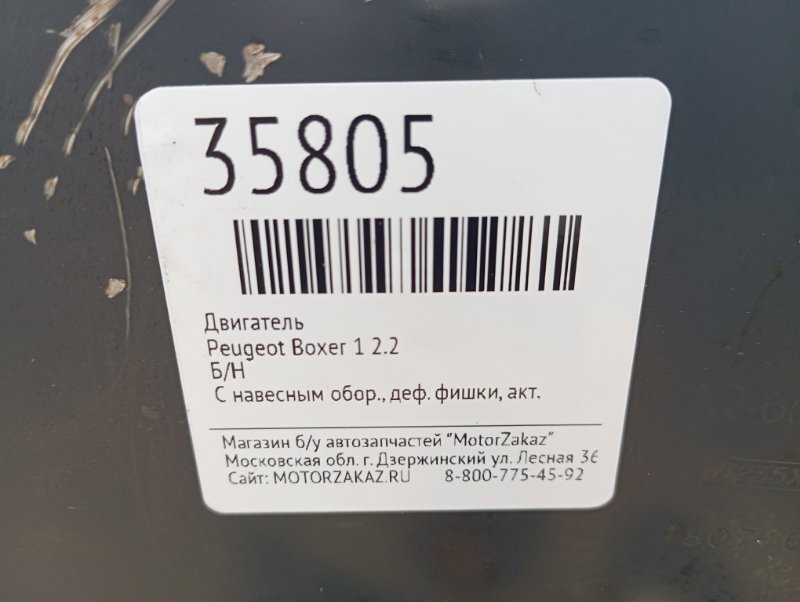 35805
Двигатель
Peugeot Boxer 1 2.2
Б/Н
С навесным обор., деф. фишки, акт.
Магазин б/у автозапчастей "MotorZakaz"
Московская обл. г. Дзержинский ул. Лесная 3б
Сайт: MOTORZAKAZ.RU 8-800-775-45-92